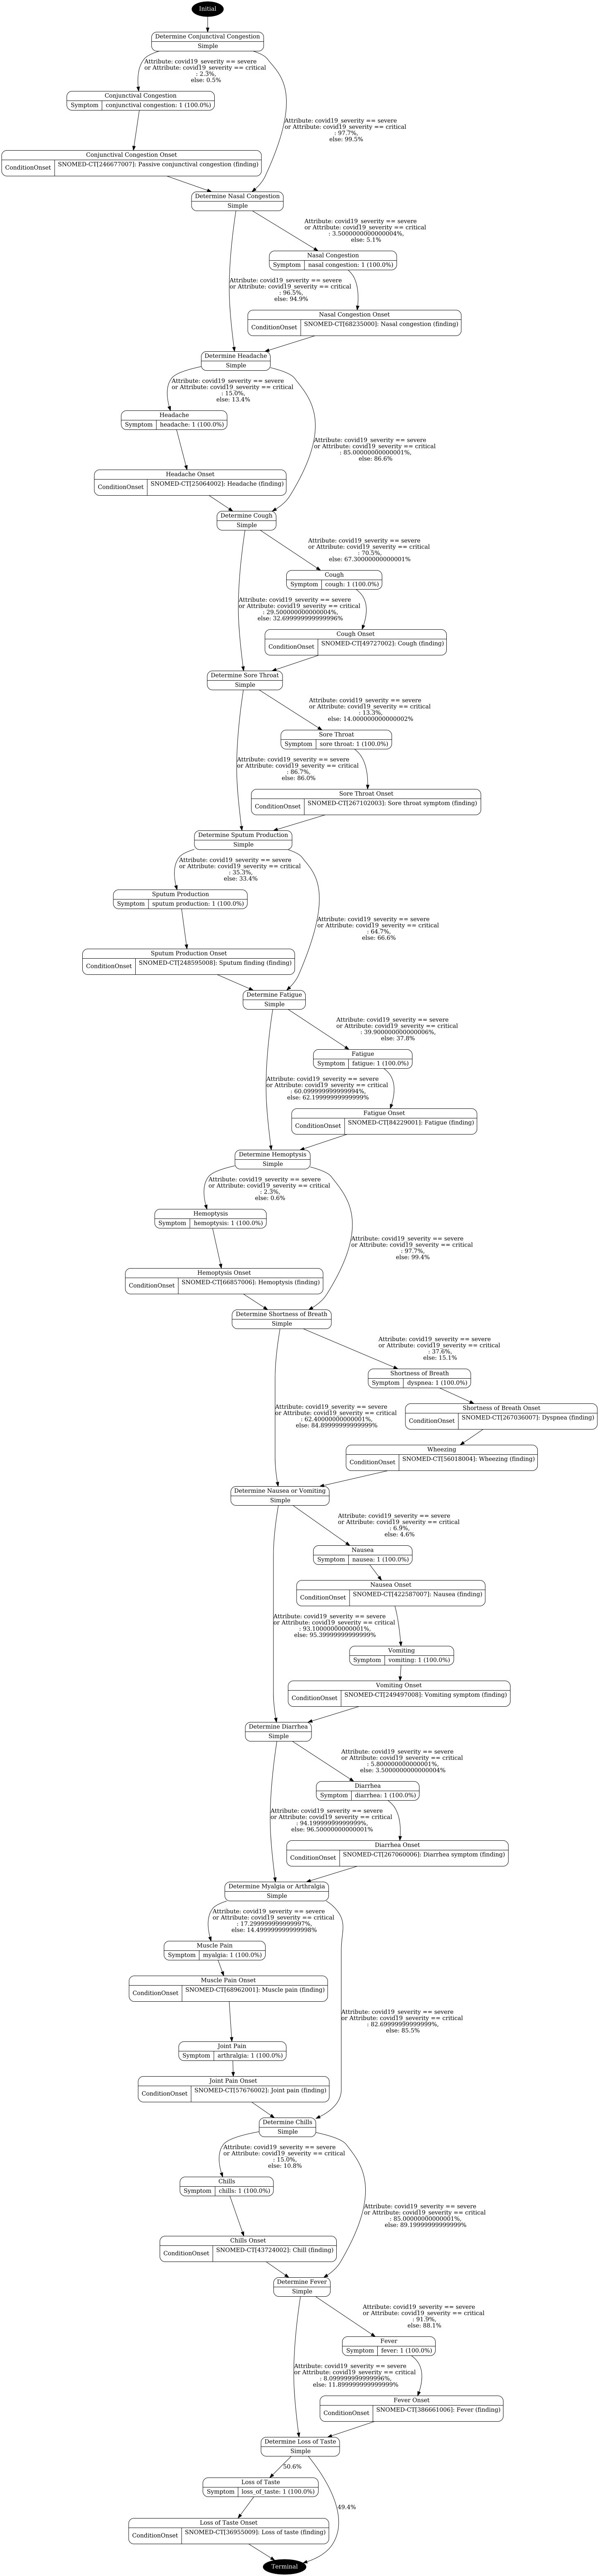 Initial
Determine Conjunctival Congestion
Simple
Attribute: covid19_severity == severe
or Attribute: covid19_severity == critical
: 2.3%,
else: 0.5%
Conjunctival Congestion
Symptom conjunctival congestion: 1 (100.0%)
Attribute: covid19_severity == severe
or Attribute: covid19_severity == critical
: 97.7%,
else: 99.5%
Conjunctival Congestion Onset
ConditionOnset SNOMED-CT[246677007]: Passive conjunctival congestion (finding)
Determine Nasal Congestion
Simple
Attribute: covid19_severity == severe
or Attribute: covid19_severity == critical
: 3.5000000000000004%,
else: 5.1%
Nasal Congestion
Symptom nasal congestion: 1 (100.0%)
Attribute: covid19_severity == severe
or Attribute: covid19_severity == critical
: 96.5%,
else: 94.9%
Nasal Congestion Onset
ConditionOnset SNOMED-CT[68235000]: Nasal congestion (finding)
Determine Headache
Simple
Attribute: covid19_severity == severe
or Attribute: covid19_severity == critical
: 15.0%,
else: 13.4%
Headache
Symptom headache: 1 (100.0%)
Attribute: covid19_severity == severe
or Attribute: covid19_severity == critical
: 85.00000000000001%,
else: 86.6%
Headache Onset
ConditionOnset SNOMED-CT[25064002]: Headache (finding)
Determine Cough
Simple
Attribute: covid19_severity == severe
or Attribute: covid19_severity == critical
: 70.5%,
else: 67.30000000000001%
Cough
Symptom cough: 1 (100.0%)
Attribute: covid19_severity == severe
or Attribute: covid19_severity == critical
: 29.500000000000004%,
else: 32.699999999999996%
Cough Onset
ConditionOnset SNOMED-CT[49727002]: Cough (finding)
Determine Sore Throat
Simple
Attribute: covid19_severity == severe
or Attribute: covid19_severity == critical
: 13.3%,
else: 14.000000000000002%
Sore Throat
Symptom sore throat: 1 (100.0%)
Attribute: covid19_severity == severe
or Attribute: covid19_severity == critical
: 86.7%,
else: 86.0%
Sore Throat Onset
ConditionOnset SNOMED-CT[267102003]: Sore throat symptom (finding)
Determine Sputum Production
Simple
Attribute: covid19_severity == severe
or Attribute: covid19_severity == critical
: 35.3%,
else: 33.4%
Sputum Production
Symptom sputum production: 1 (100.0%)
Attribute: covid19_severity == severe
or Attribute: covid19_severity == critical
: 64.7%,
else: 66.6%
Sputum Production Onset
ConditionOnset SNOMED-CT[248595008]: Sputum finding (finding)
Determine Fatigue
Simple
Attribute: covid19_severity == severe
or Attribute: covid19_severity == critical
: 39.900000000000006%,
else: 37.8%
Fatigue
Symptom fatigue: 1 (100.0%)
Attribute: covid19_severity == severe
or Attribute: covid19_severity == critical
: 60.099999999999994%,
else: 62.19999999999999%
Fatigue Onset
ConditionOnset SNOMED-CT[84229001]: Fatigue (finding)
Determine Hemoptysis
Simple
Attribute: covid19_severity == severe
or Attribute: covid19_severity == critical
: 2.3%,
else: 0.6%
Hemoptysis
Symptom hemoptysis: 1 (100.0%)
Attribute: covid19_severity == severe
or Attribute: covid19_severity == critical
: 97.7%,
else: 99.4%
Hemoptysis Onset
ConditionOnset SNOMED-CT[66857006]: Hemoptysis (finding)
Determine Shortness of Breath
Simple
Attribute: covid19_severity == severe
or Attribute: covid19_severity == critical
: 37.6%,
else: 15.1%
Shortness of Breath
Symptom dyspnea: 1 (100.0%)
Attribute: covid19_severity == severe
or Attribute: covid19_severity == critical
: 62.40000000000001%,
else: 84.89999999999999%
Shortness of Breath Onset
ConditionOnset SNOMED-CT[267036007]: Dyspnea (finding)
Wheezing
ConditionOnset SNOMED-CT[56018004]: Wheezing (finding)
Determine Nausea or Vomiting
Simple
Attribute: covid19_severity == severe
or Attribute: covid19_severity == critical
: 6.9%,
else: 4.6%
Nausea
Symptom nausea: 1 (100.0%)
Nausea Onset
ConditionOnset SNOMED-CT[422587007]: Nausea (finding)
Attribute: covid19_severity == severe
or Attribute: covid19_severity == critical
: 93.10000000000001%,
else: 95.39999999999999%
Vomiting
Symptom vomiting: 1 (100.0%)
Vomiting Onset
ConditionOnset SNOMED-CT[249497008]: Vomiting symptom (finding)
Determine Diarrhea
Simple
Attribute: covid19_severity == severe
or Attribute: covid19_severity == critical
: 5.800000000000001%,
else: 3.5000000000000004%
Diarrhea
Symptom diarrhea: 1 (100.0%)
Attribute: covid19_severity == severe
or Attribute: covid19_severity == critical
: 94.19999999999999%,
else: 96.50000000000001%
Diarrhea Onset
ConditionOnset SNOMED-CT[267060006]: Diarrhea symptom (finding)
Determine Myalgia or Arthralgia
Simple
Attribute: covid19_severity == severe
or Attribute: covid19_severity == critical
: 17.299999999999997%,
else: 14.499999999999998%
Muscle Pain
Symptom myalgia: 1 (100.0%)
Muscle Pain Onset
ConditionOnset SNOMED-CT[68962001]: Muscle pain (finding)
Attribute: covid19_severity == severe
or Attribute: covid19_severity == critical
: 82.69999999999999%,
else: 85.5%
Joint Pain
Symptom arthralgia: 1 (100.0%)
Joint Pain Onset
ConditionOnset SNOMED-CT[57676002]: Joint pain (finding)
Determine Chills
Simple
Attribute: covid19_severity == severe
or Attribute: covid19_severity == critical
: 15.0%,
else: 10.8%
Chills
Symptom chills: 1 (100.0%)
Attribute: covid19_severity == severe
or Attribute: covid19_severity == critical
: 85.00000000000001%,
else: 89.19999999999999%
Chills Onset
ConditionOnset SNOMED-CT[43724002]: Chill (finding)
Determine Fever
Simple
Attribute: covid19_severity == severe
or Attribute: covid19_severity == critical
: 91.9%,
else: 88.1%
Fever
Symptom fever: 1 (100.0%)
Attribute: covid19_severity == severe
or Attribute: covid19_severity == critical
: 8.099999999999996%,
else: 11.899999999999999%
Fever Onset
ConditionOnset SNOMED-CT[386661006]: Fever (finding)
Determine Loss of Taste
Simple
50.6%
Loss of Taste
Symptom loss_of_taste: 1 (100.0%)
49.4%
Loss of Taste Onset
ConditionOnset SNOMED-CT[36955009]: Loss of taste (finding)
Terminal